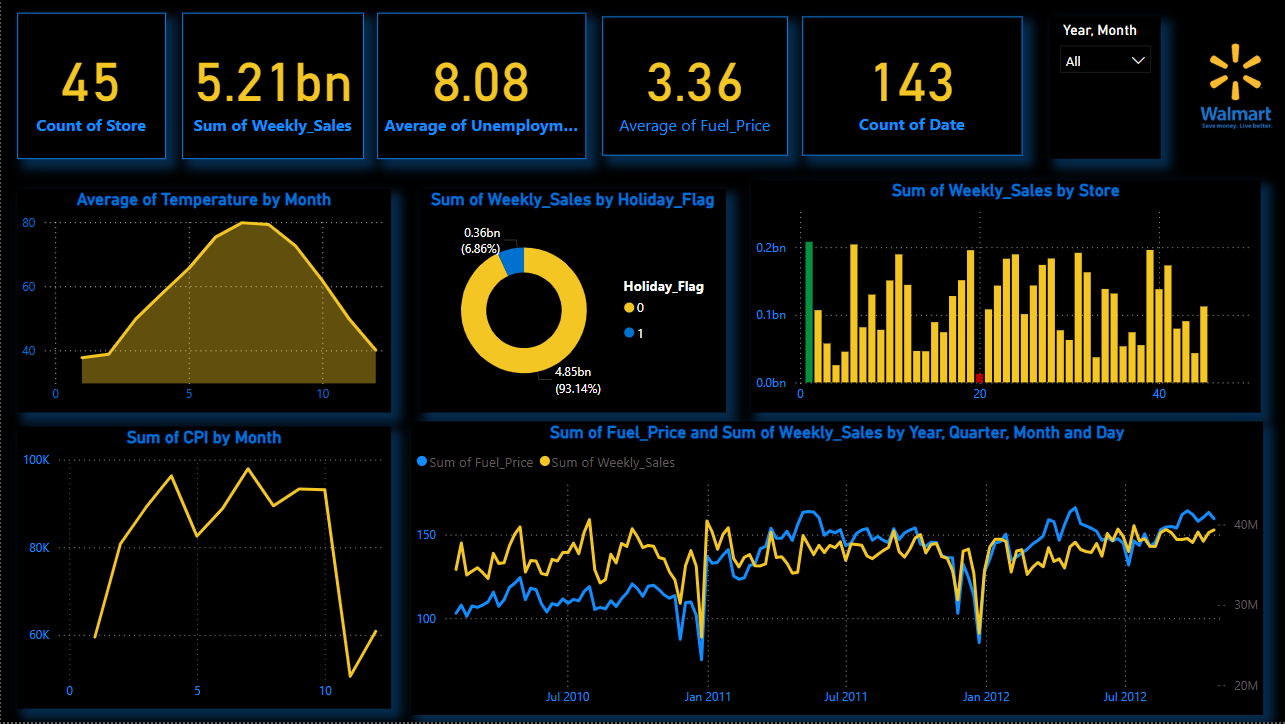 45
Count of Store
5.21bn
Sum of Weekly_Sales
8.08
Average of Unemploym...
3.36
Average of Fuel_Price
143
Count of Date
Year, Month
All
Walmart
Save money. Live better.
Average of Temperature by Month
80
60
40
0 5 10
Sum of Weekly_Sales by Holiday_Flag
0.36bn
(6.86%)
4.85bn
(93.14%)
Holiday_Flag
0
1
Sum of Weekly_Sales by Store
0.2bn
0.1bn
0.0bn
0 20 40
Sum of CPI by Month
100K
80K
60K
0 5 10
Sum of Fuel_Price and Sum of Weekly_Sales by Year, Quarter, Month and Day
Sum of Fuel_Price Sum of Weekly_Sales
150
100
40M
30M
20M
Jul 2010 Jan 2011 Jul 2011 Jan 2012 Jul 2012